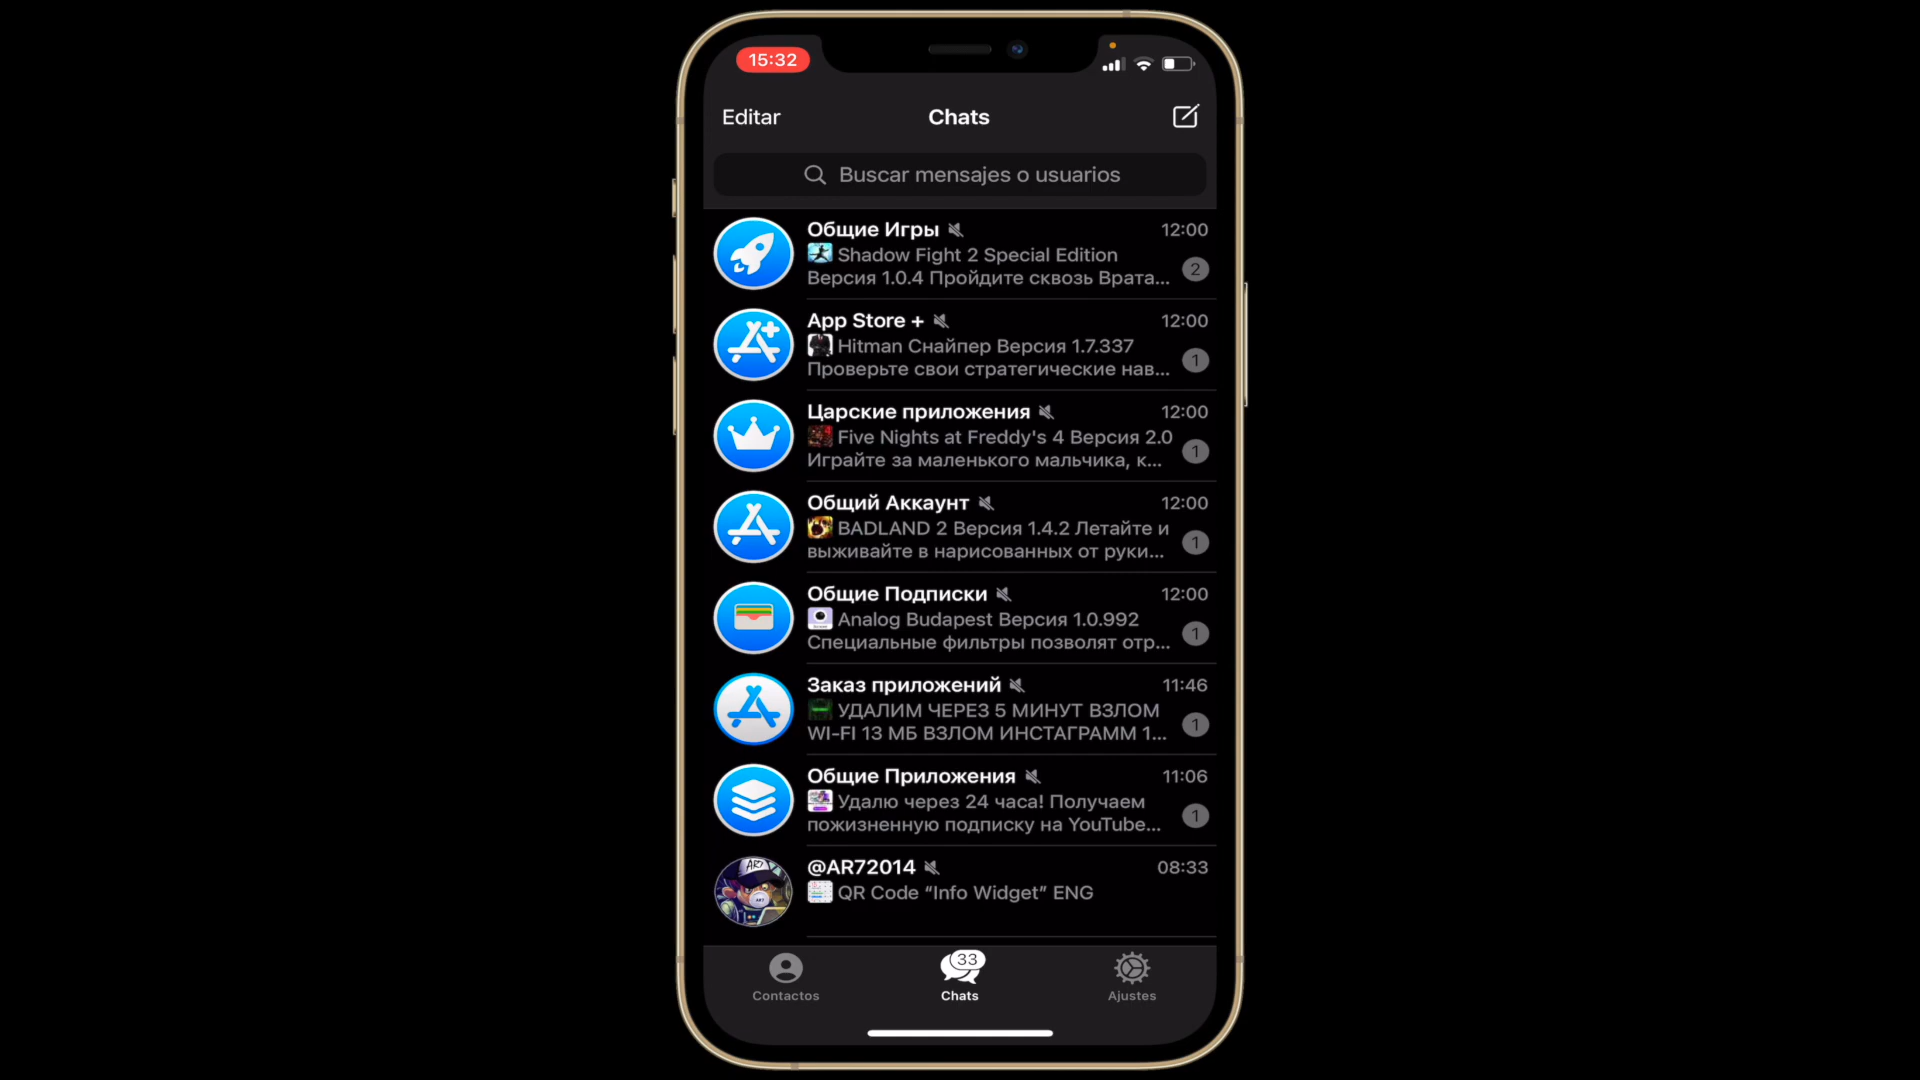 15:32
Editar
Chats
Buscar mensajes o usuarios
Общие Игры
12:00
Shadow Fight 2 Special Edition
Версия 1.0.4 Пройдите сквозь Врата...
2
App Store +
12:00
Hitman Снайпер Версия 1.7.337
Проверьте свои стратегические нав...
1
Царские приложения
12:00
Five Nights at Freddy's 4 Версия 2.0
Играйте за маленького мальчика, к...
1
Общий Аккаунт
12:00
BADLAND 2 Версия 1.4.2 Летайте и
выживайте в нарисованных от руки...
1
Общие Подписки
12:00
Analog Budapest Версия 1.0.992
Специальные фильтры позволят отр...
1
Заказ приложений
11:46
УДАЛИМ ЧЕРЕЗ 5 МИНУТ ВЗЛОМ
WI-FI 13 МБ ВЗЛОМ ИНСТАГРАММ 1...
1
Общие Приложения
11:06
Удалю через 24 часа! Получаем
пожизненную подписку на YouTube...
1
@AR72014
08:33
QR Code “Info Widget” ENG
33
Contactos
Chats
Ajustes